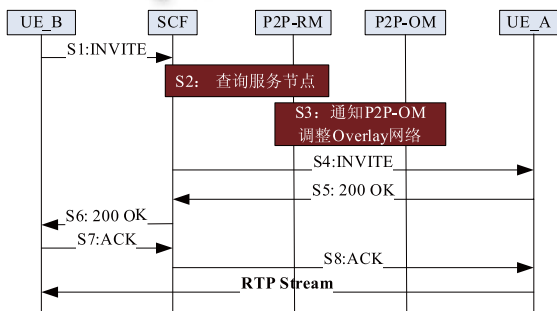 UE_B SCF P2P-RM P2P-OM UE_A
S1:INVITE
S2： 查询服务节点
S3：通知P2P-OM
调整Overlay网络
S4:INVITE
S5: 200 OK
S6: 200 OK
S7:ACK
S8:ACK
RTP Stream